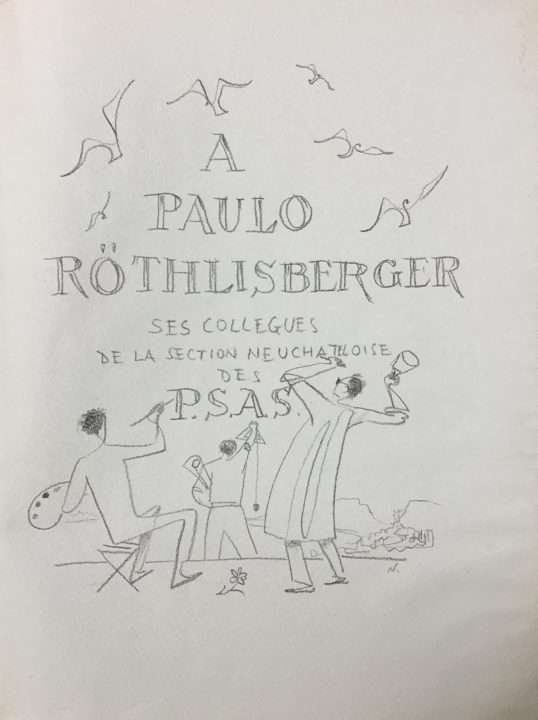 A
PAULO
RÖTHLISBERGER
SES COLLEGUES
DE LA SECTION NEUCHATELOISE
DES
P.S.A.S.